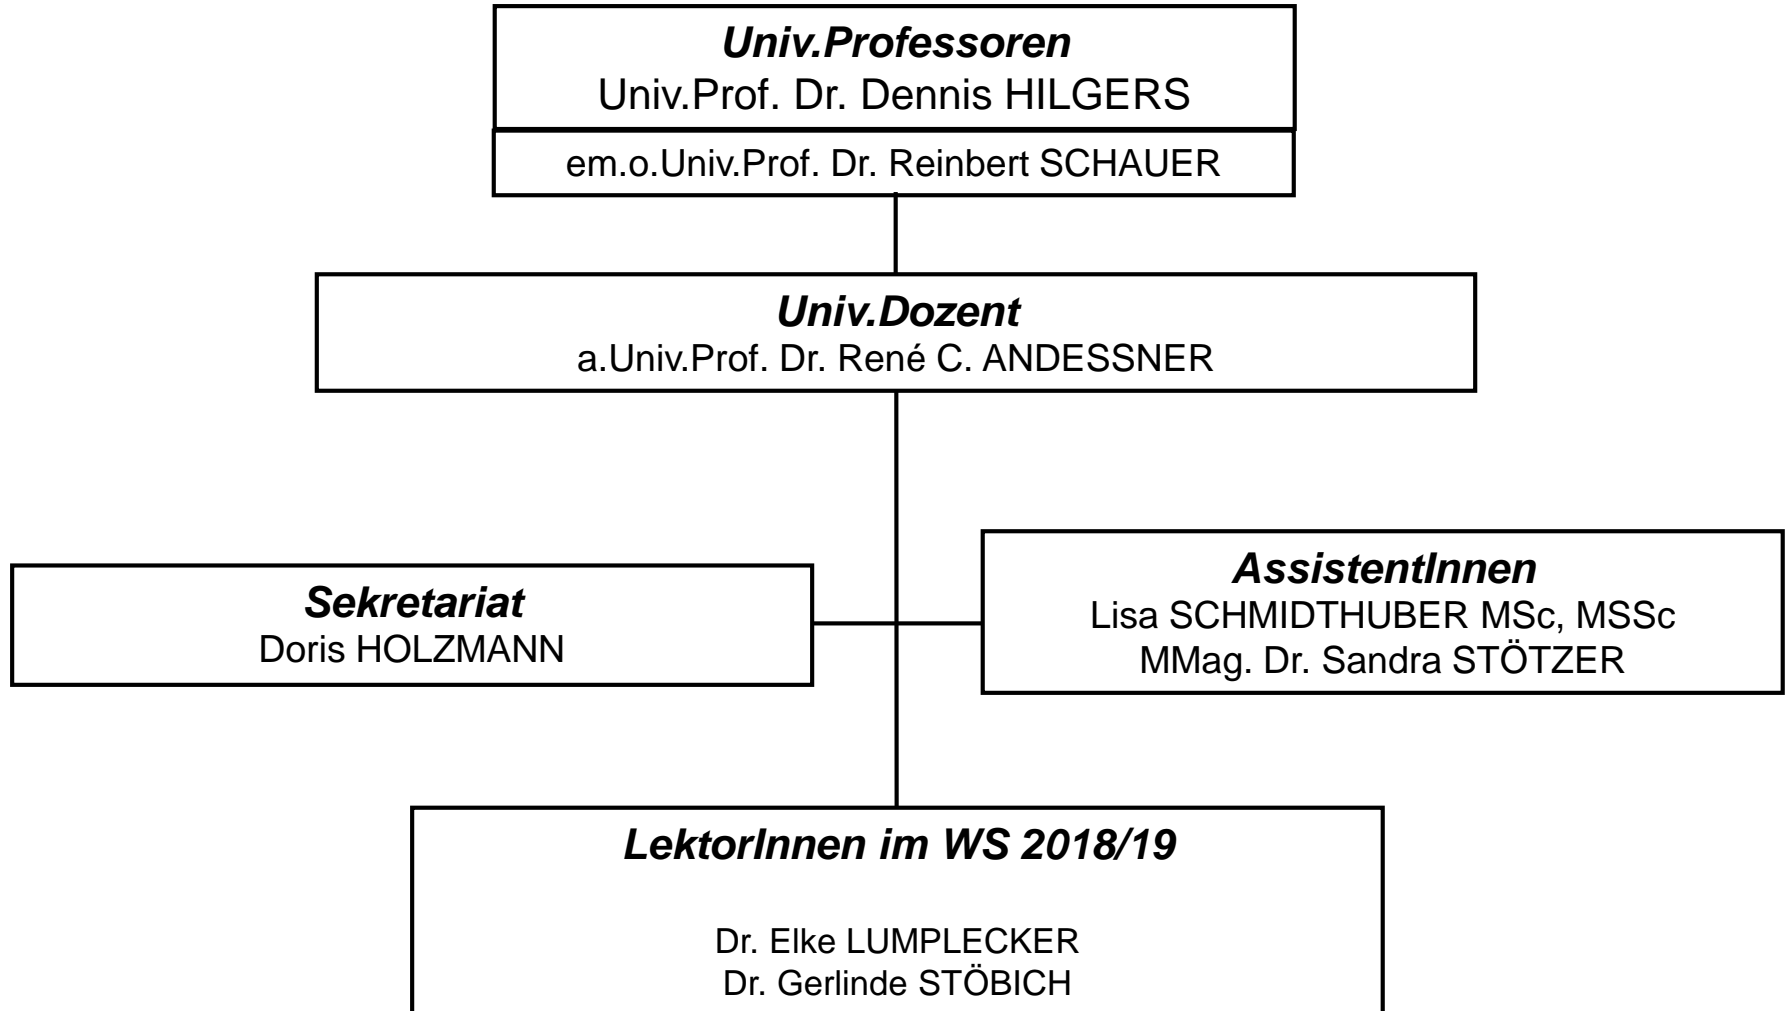 Univ.Professoren
Univ.Prof. Dr. Dennis HILGERS
em.o.Univ.Prof. Dr. Reinbert SCHAUER
Univ.Dozent
a.Univ.Prof. Dr. René C. ANDESSNER
Sekretariat
Doris HOLZMANN
AssistentInnen
Lisa SCHMIDTHUBER MSc, MSSc
MMag. Dr. Sandra STÖTZER
LektorInnen im WS 2018/19
Dr. Elke LUMPLECKER
Dr. Gerlinde STÖBICH